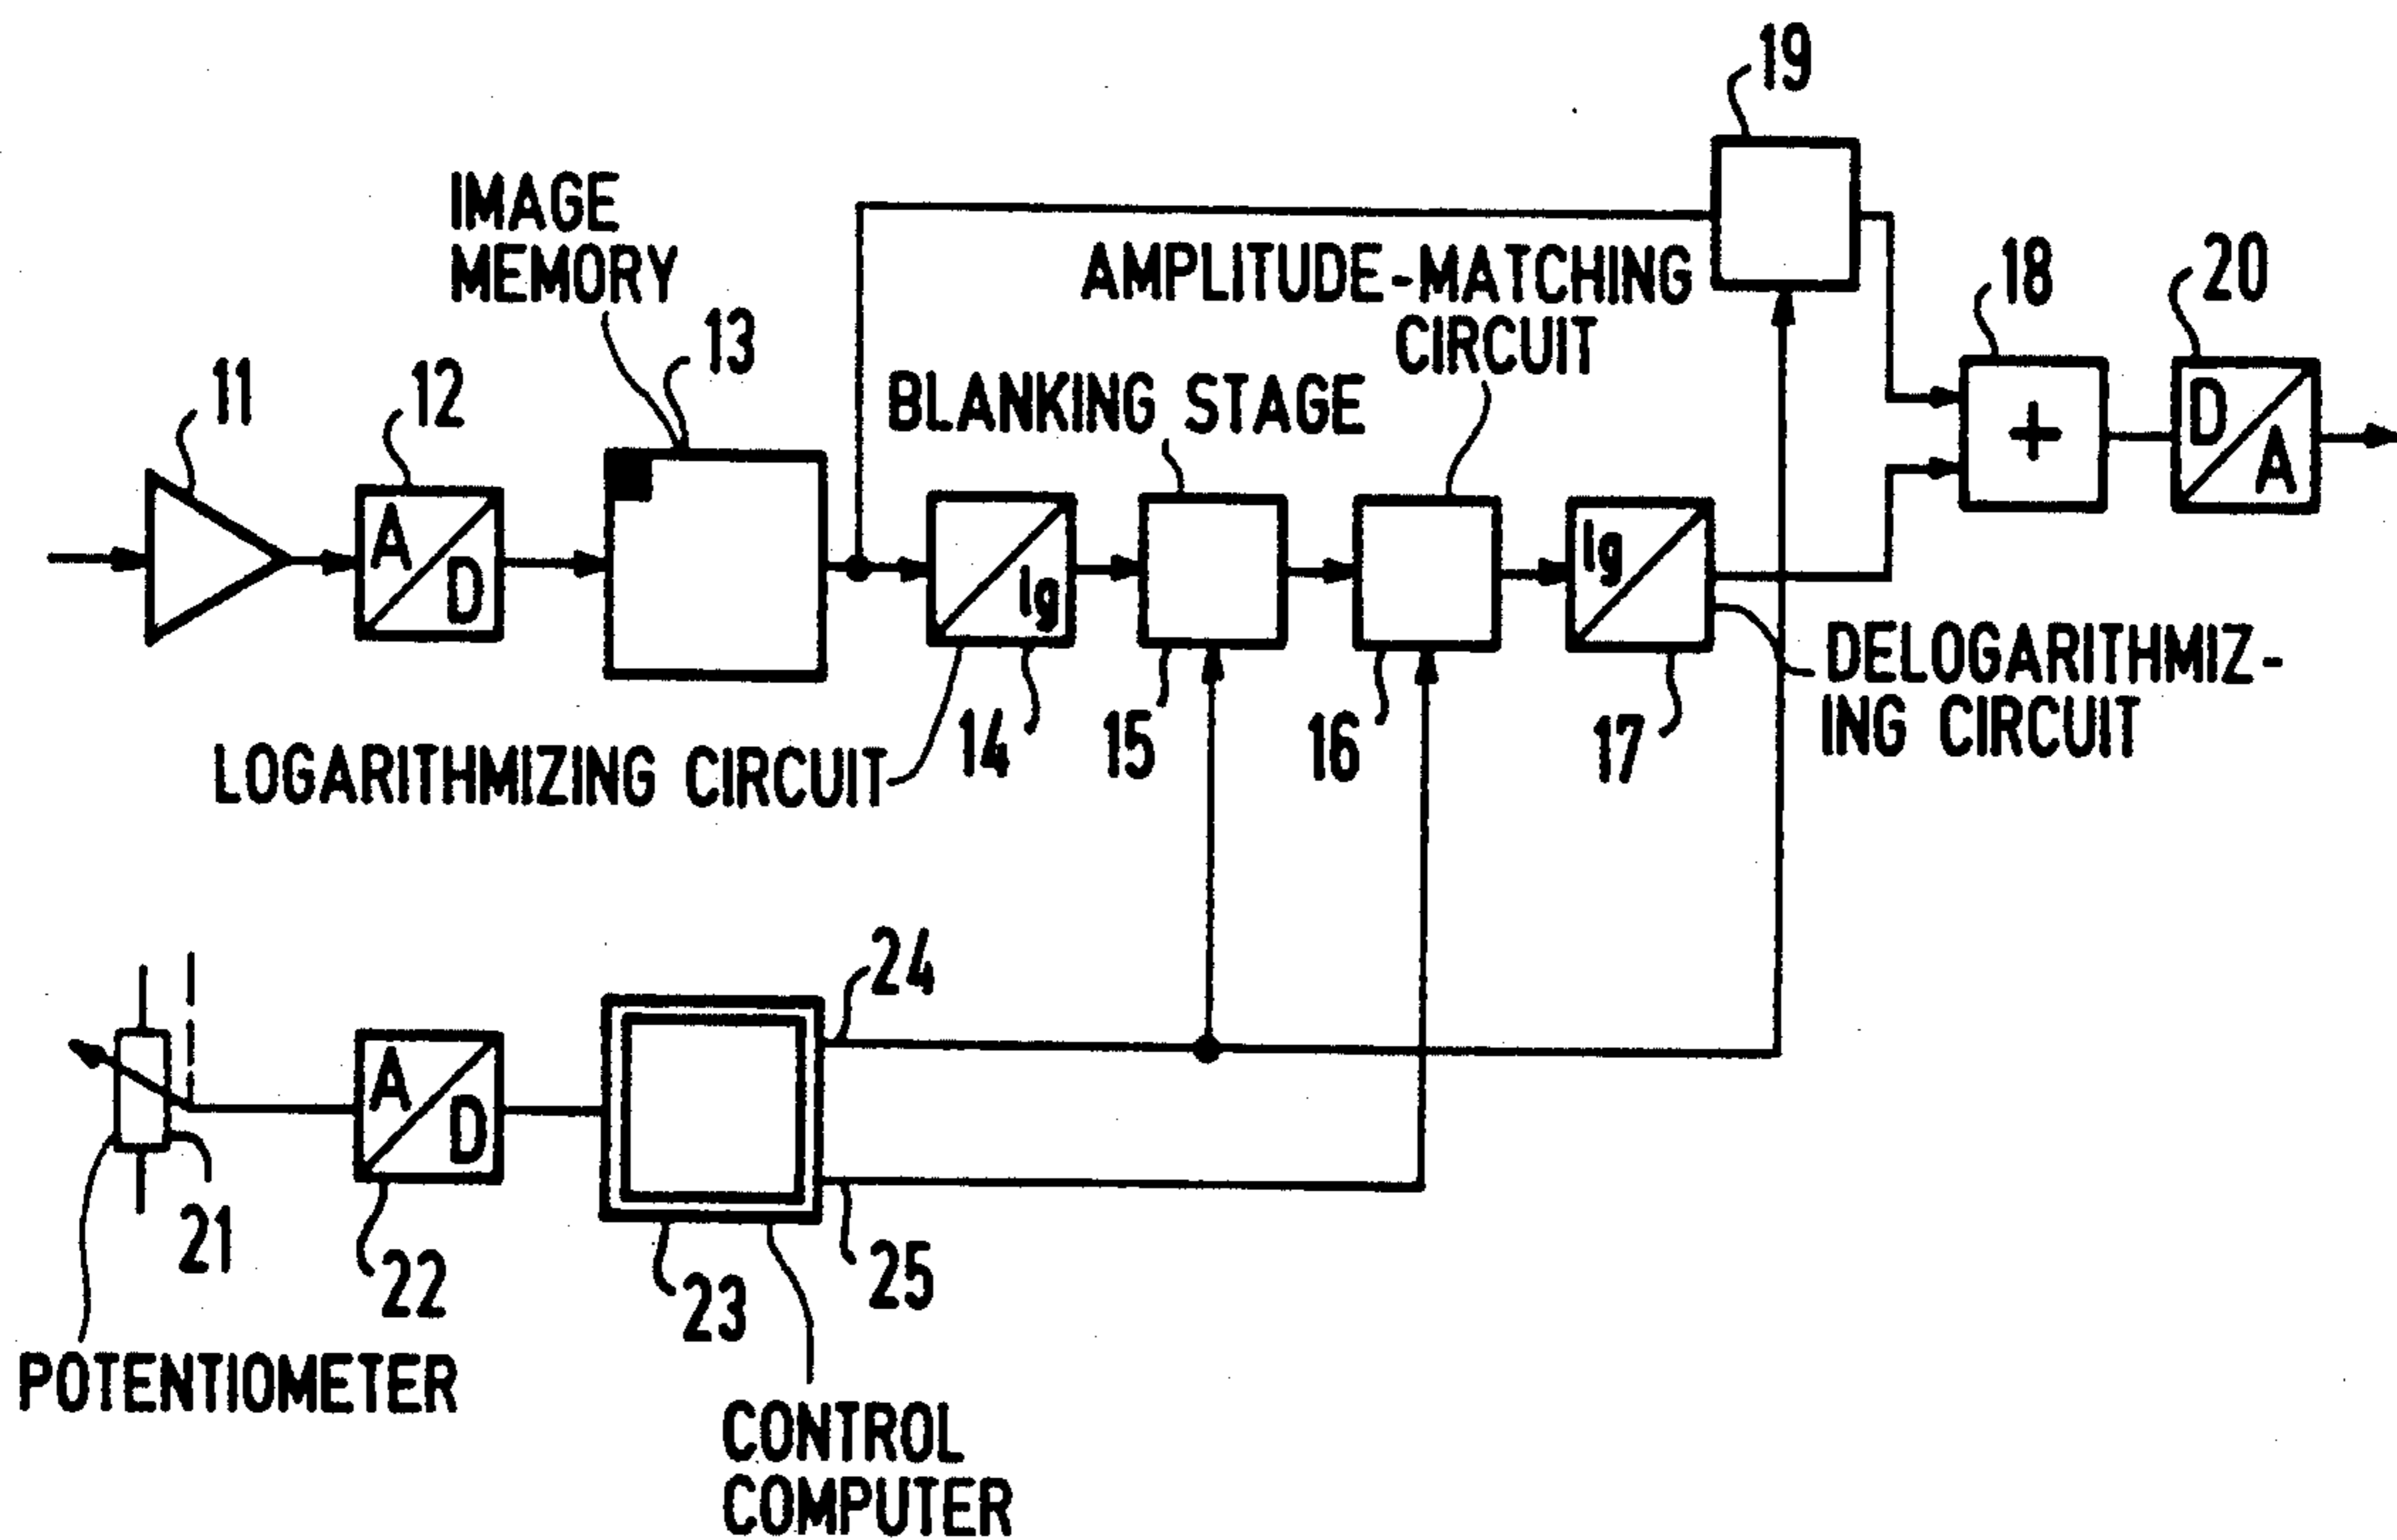 19
IMAGE
MEMORY
13
AMPLITUDE-MATCHING
CIRCUIT
18
20
11
12
BLANKING STAGE
A
D
lg
lg
+
D
A
LOGARITHMIZING CIRCUIT
14
15
16
17
DELOGARITHMIZ-
ING CIRCUIT
24
A
D
21
22
23
25
POTENTIOMETER
CONTROL
COMPUTER